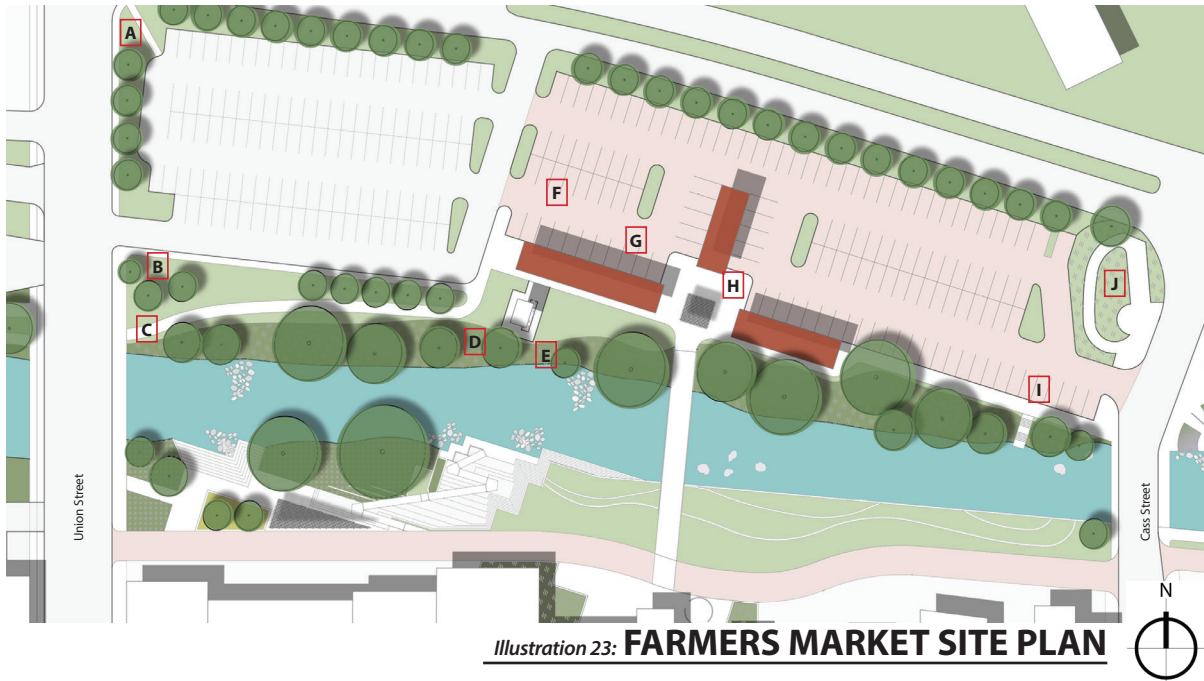 A
B
C
D
E
F
G
H
I
J
Union Street
Cass Street
N
Illustration 23: FARMERS MARKET SITE PLAN